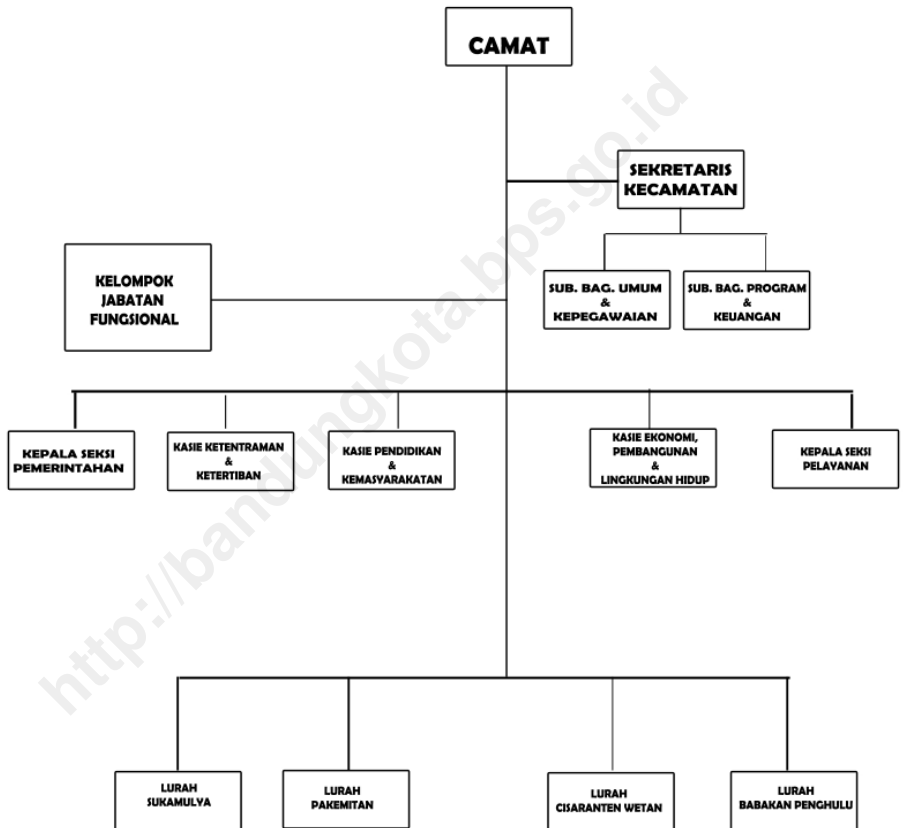 CAMAT
SEKRETARIS
KECAMATAN
KELOMPOK
JABATAN
FUNGSIONAL
SUB. BAG. UMUM
&
KEPEGAWAIAN
SUB. BAG. PROGRAM
&
KEUANGAN
KEPALA SEKSI
PEMERINTAHAN
KASIE KETENTRAMAN
&
KETERTIBAN
KASIE PENDIDIKAN
&
KEMASYARAKATAN
KASIE EKONOMI,
PEMBANGUNAN
&
LINGKUNGAN HIDUP
KEPALA SEKSI
PELAYANAN
LURAH
SUKAMULYA
LURAH
PAKEMITAN
LURAH
CISARANTEN WETAN
LURAH
BABAKAN PENGHULU
http://bandungkota.bps.go.id